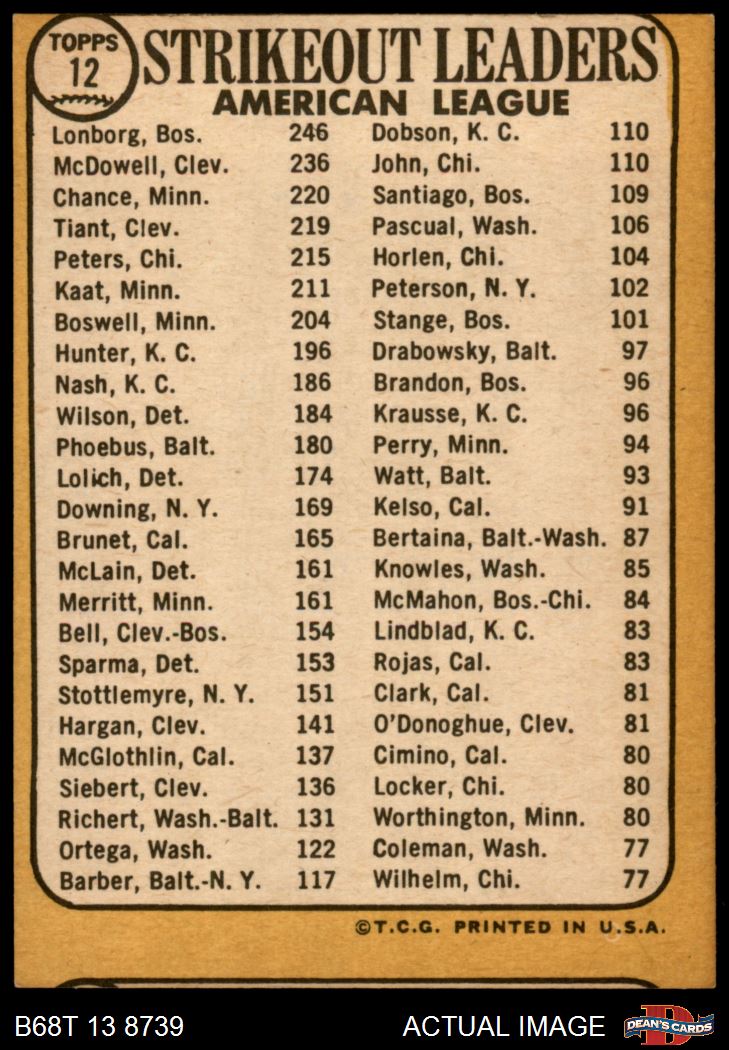 TOPPS
12
STRIKEOUT LEADERS
AMERICAN LEAGUE
Lonborg, Bos. 246
McDowell, Clev. 236
Chance, Minn. 220
Tiant, Clev. 219
Peters, Chi. 215
Kaat, Minn. 211
Boswell, Minn. 204
Hunter, K. C. 196
Nash, K. C. 186
Wilson, Det. 184
Phoebus, Balt. 180
Lolich, Det. 174
Downing, N. Y. 169
Brunet, Cal. 165
McLain, Det. 161
Merritt, Minn. 161
Bell, Clev.-Bos. 154
Sparma, Det. 153
Stottlemyre, N. Y. 151
Hargan, Clev. 141
McGlothlin, Cal. 137
Siebert, Clev. 136
Richert, Wash.-Balt. 131
Ortega, Wash. 122
Barber, Balt.-N. Y. 117
Dobson, K. C. 110
John, Chi. 110
Santiago, Bos. 109
Pascual, Wash. 106
Horlen, Chi. 104
Peterson, N. Y. 102
Stange, Bos. 101
Drabowsky, Balt. 97
Brandon, Bos. 96
Krausse, K. C. 96
Perry, Minn. 94
Watt, Balt. 93
Kelso, Cal. 91
Bertaina, Balt.-Wash. 87
Knowles, Wash. 85
McMahon, Bos.-Chi. 84
Lindblad, K. C. 83
Rojas, Cal. 83
Clark, Cal. 81
O'Donoghue, Clev. 81
Cimino, Cal. 80
Locker, Chi. 80
Worthington, Minn. 80
Coleman, Wash. 77
Wilhelm, Chi. 77
©T.C.G. PRINTED IN U.S.A.
B68T 13 8739
ACTUAL IMAGE
D
DEAN'S CARDS